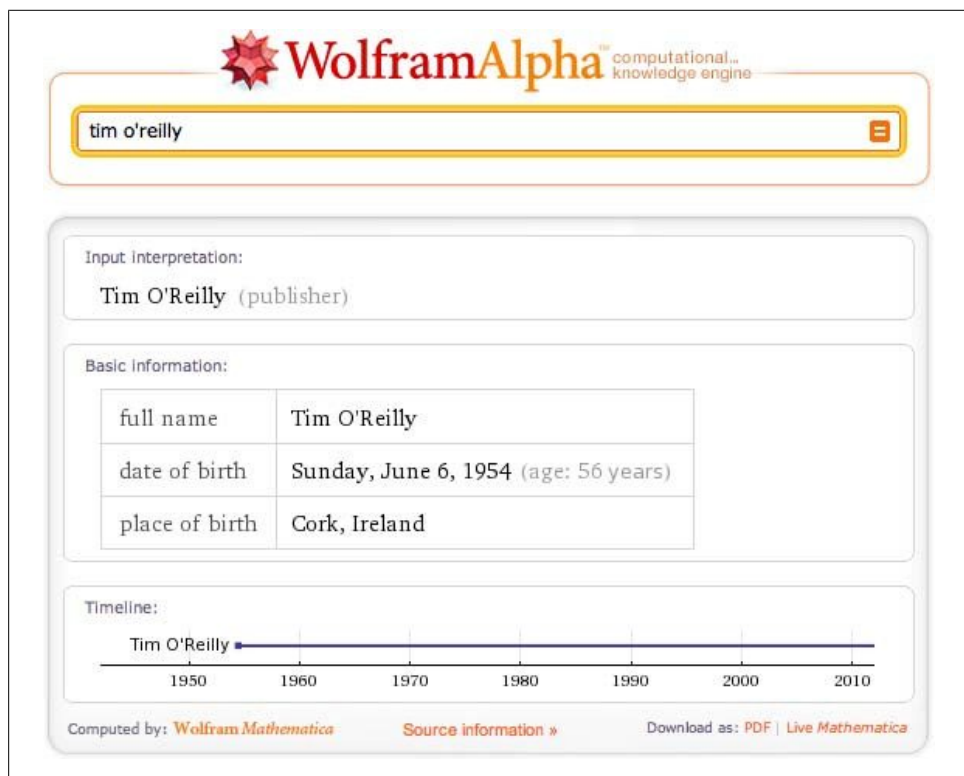 WolframAlpha™ computational...
knowledge engine
tim o'reilly
Input interpretation:
Tim O'Reilly (publisher)
Basic information:
full name Tim O'Reilly
date of birth Sunday, June 6, 1954 (age: 56 years)
place of birth Cork, Ireland
Timeline:
Tim O'Reilly
1950 1960 1970 1980 1990 2000 2010
Computed by: Wolfram Mathematica Source information » Download as: PDF | Live Mathematica